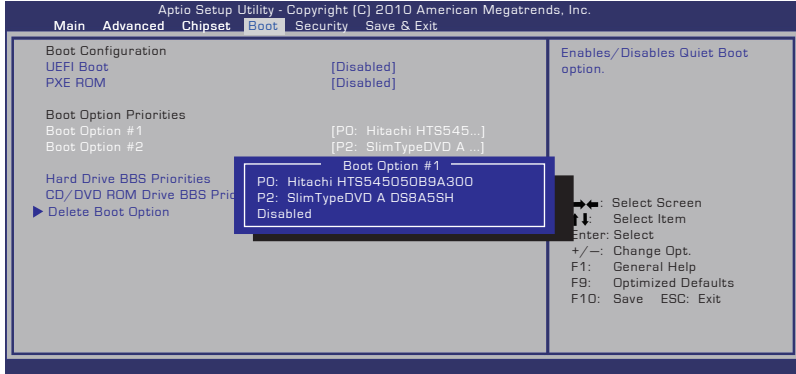 Aptio Setup Utility - Copyright (C) 2010 American Megatrends, Inc.
Main Advanced Chipset Boot Security Save & Exit
Boot Configuration
UEFI Boot [Disabled]
PXE ROM [Disabled]
Boot Option Priorities
Boot Option #1 [P0: Hitachi HTS545...]
Boot Option #2 [P2: SlimTypeDVD A ...]
Hard Drive BBS Priorities
CD/DVD ROM Drive BBS Prio
Delete Boot Option
Boot Option #1
P0: Hitachi HTS545050B9A300
P2: SlimTypeDVD A DS8A5SH
Disabled
Enables/Disables Quiet Boot
option.
→←: Select Screen
↑↓: Select Item
Enter: Select
+/—: Change Opt.
F1: General Help
F9: Optimized Defaults
F10: Save ESC: Exit